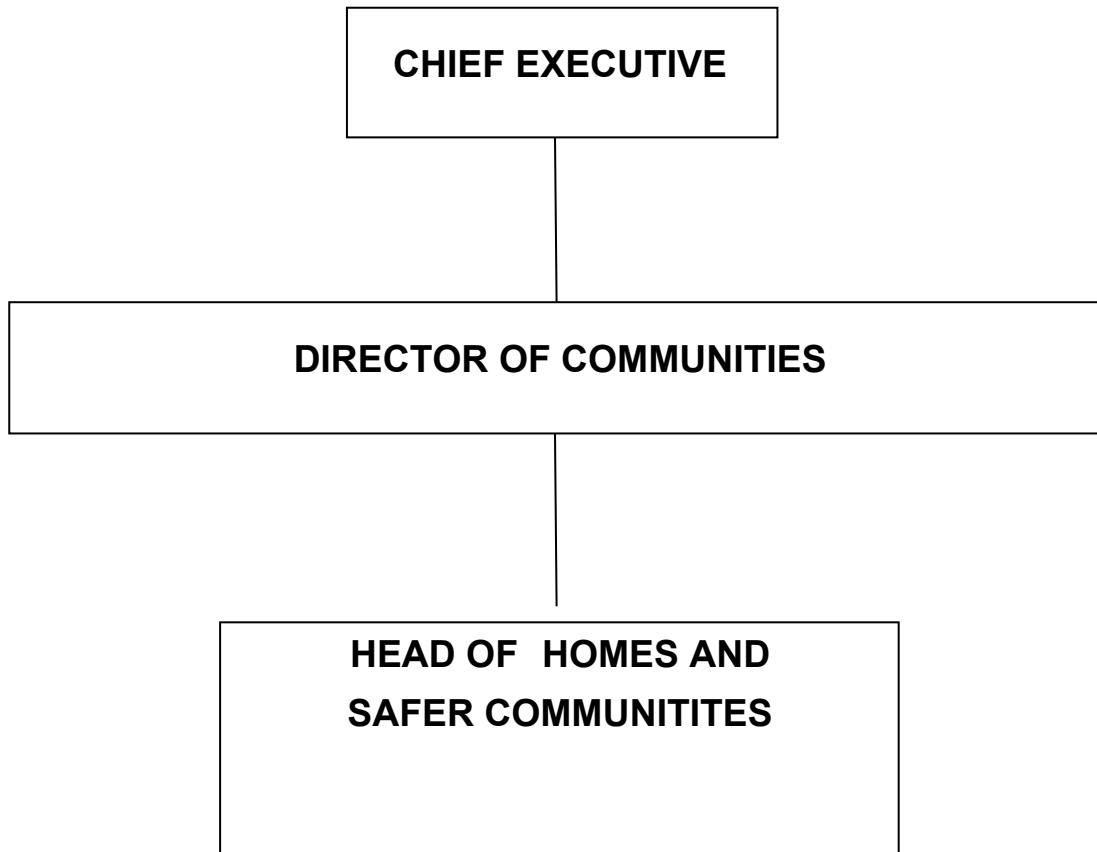 CHIEF EXECUTIVE
DIRECTOR OF COMMUNITIES
HEAD OF HOMES AND
SAFER COMMUNITITES